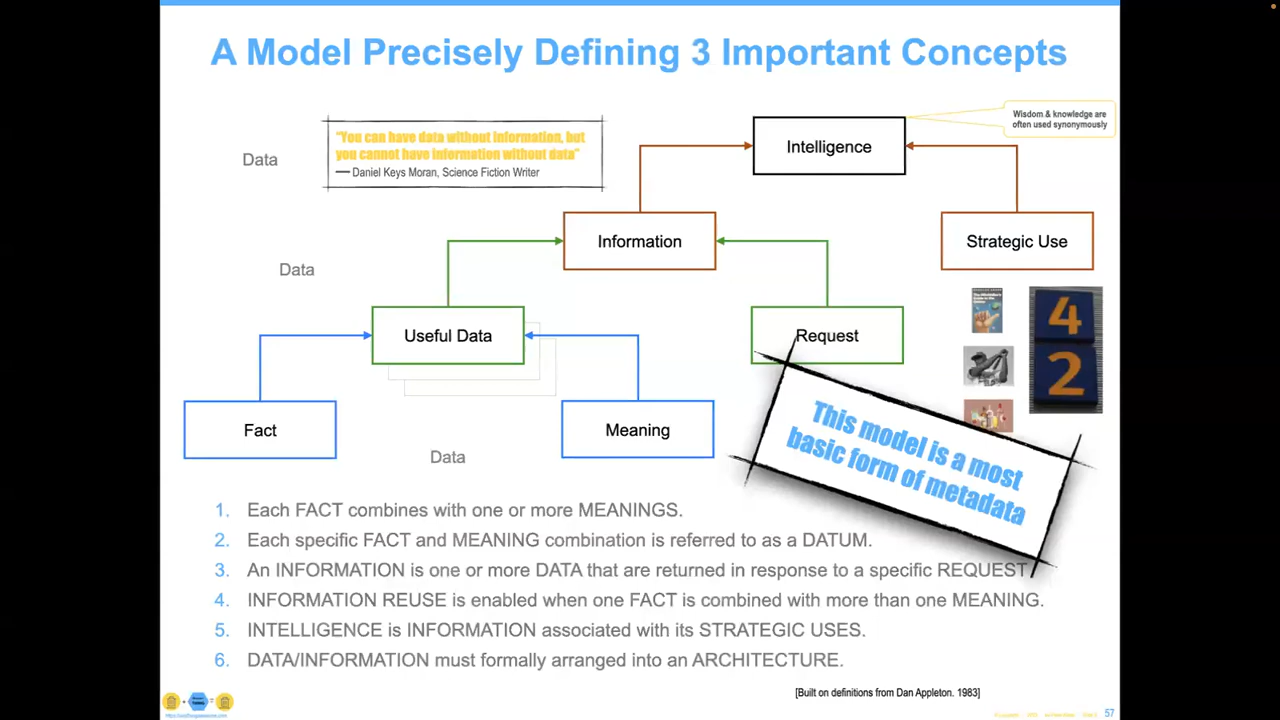 A Model Precisely Defining 3 Important Concepts
Data
"You can have data without information, but
you cannot have information without data"
— Daniel Keys Moran, Science Fiction Writer
Intelligence
Wisdom & knowledge are
often used synonymously
Information
Strategic Use
Data
Useful Data
Request
4
2
Fact
Meaning
Data
This model is a most
basic form of metadata
1. Each FACT combines with one or more MEANINGS.
2. Each specific FACT and MEANING combination is referred to as a DATUM.
3. An INFORMATION is one or more DATA that are returned in response to a specific REQUEST
4. INFORMATION REUSE is enabled when one FACT is combined with more than one MEANING.
5. INTELLIGENCE is INFORMATION associated with its STRATEGIC USES.
6. DATA/INFORMATION must formally arranged into an ARCHITECTURE.
[Built on definitions from Dan Appleton. 1983]
57